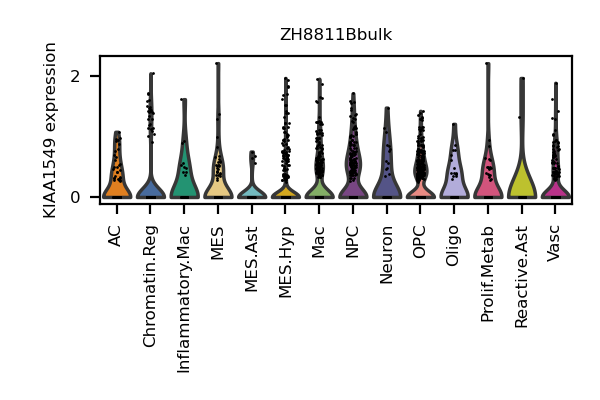 ZH8811Bbulk
KIAA1549 expression
2
0
AC
Chromatin.Reg
Inflammatory.Mac
MES
MES.Ast
MES.Hyp
Mac
NPC
Neuron
OPC
Oligo
Prolif.Metab
Reactive.Ast
Vasc